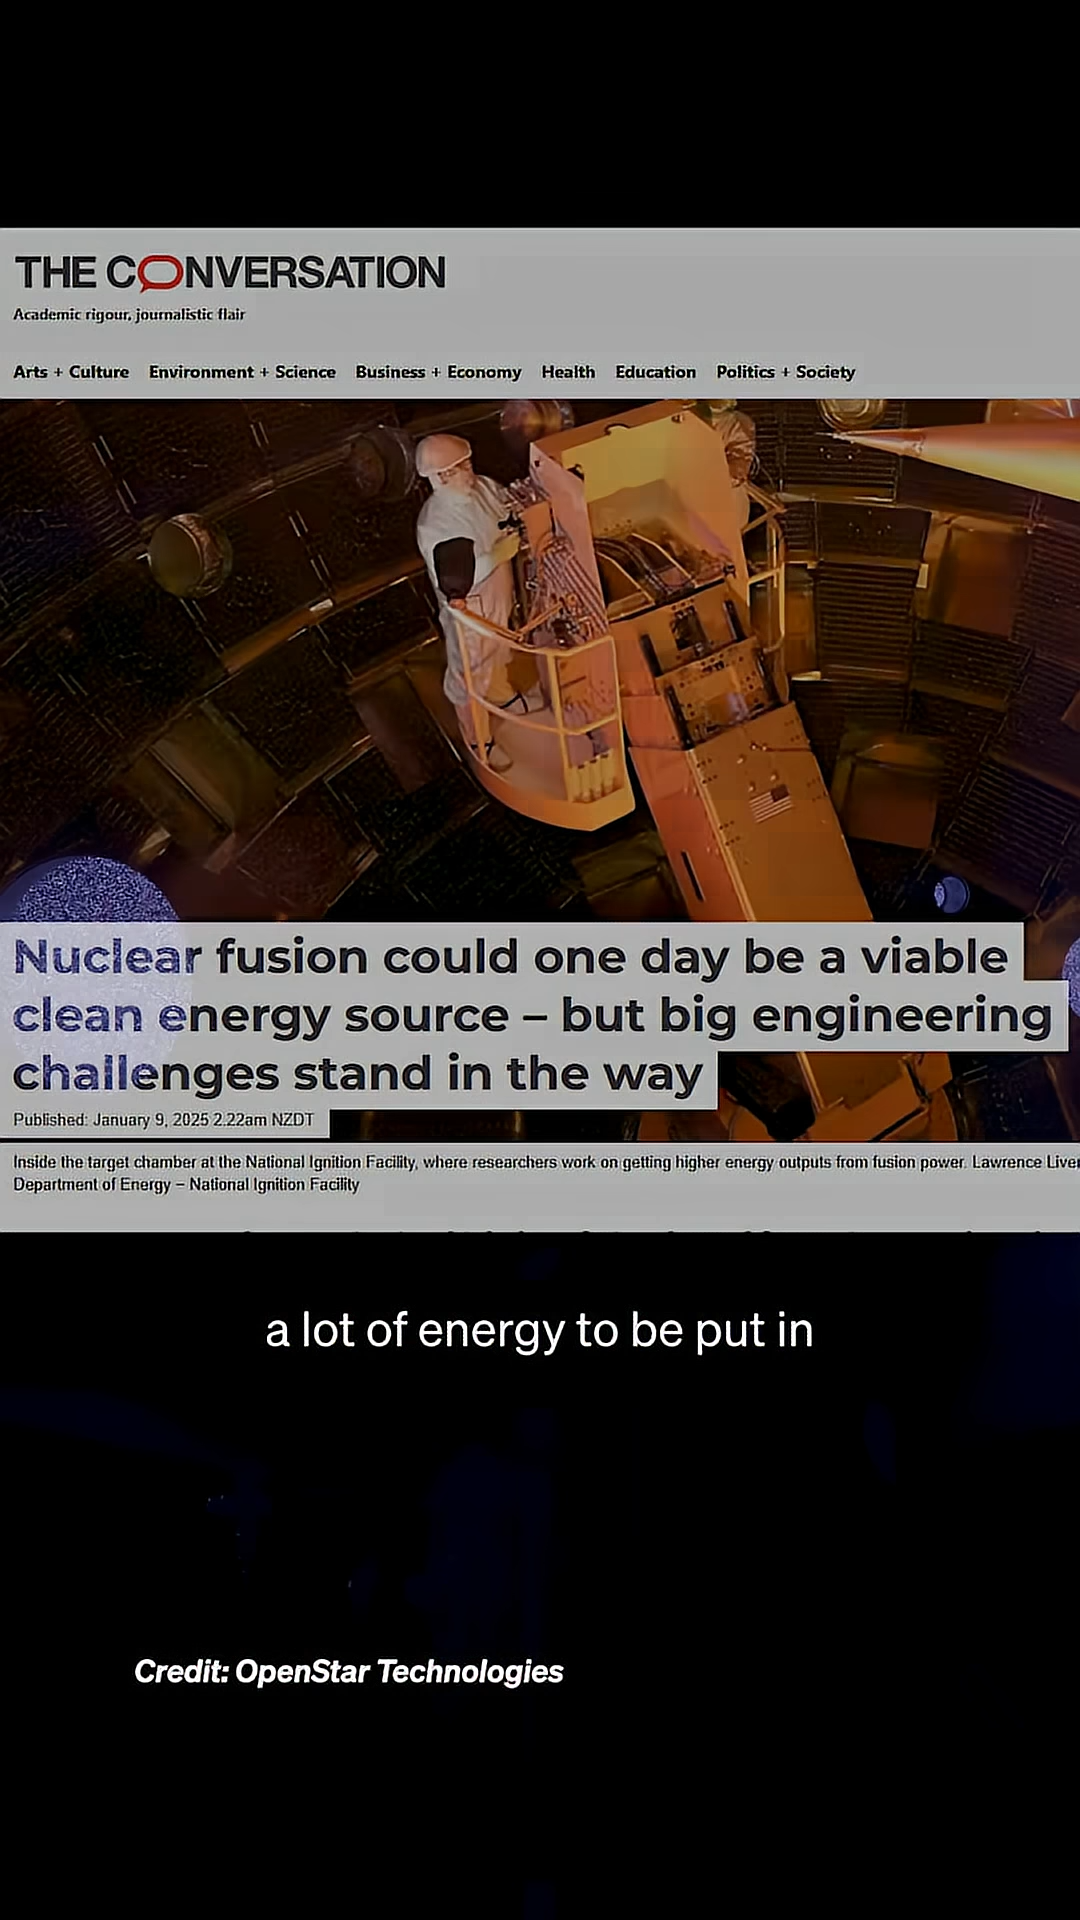 THE CONVERSATION
Academic rigour, journalistic flair
Arts + Culture Environment + Science Business + Economy Health Education Politics + Society
Nuclear fusion could one day be a viable
clean energy source – but big engineering
challenges stand in the way
Published: January 9, 2025 2.22am NZDT
Inside the target chamber at the National Ignition Facility, where researchers work on getting higher energy outputs from fusion power. Lawrence
Department of Energy – National Ignition Facility
a lot of energy to be put in
Credit: OpenStar Technologies